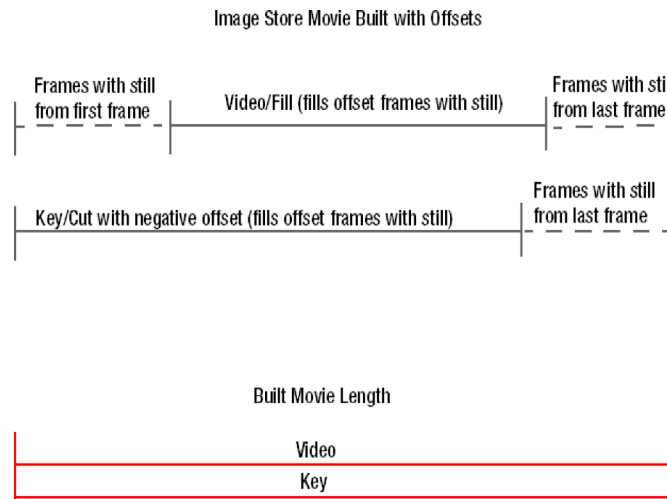 Image Store Movie Built with Offsets
Frames with still
from first frame
Video/Fill (fills offset frames with still)
Frames with sti
from last frame
Key/Cut with negative offset (fills offset frames with still)
Frames with still
from last frame
Built Movie Length
Video
Key